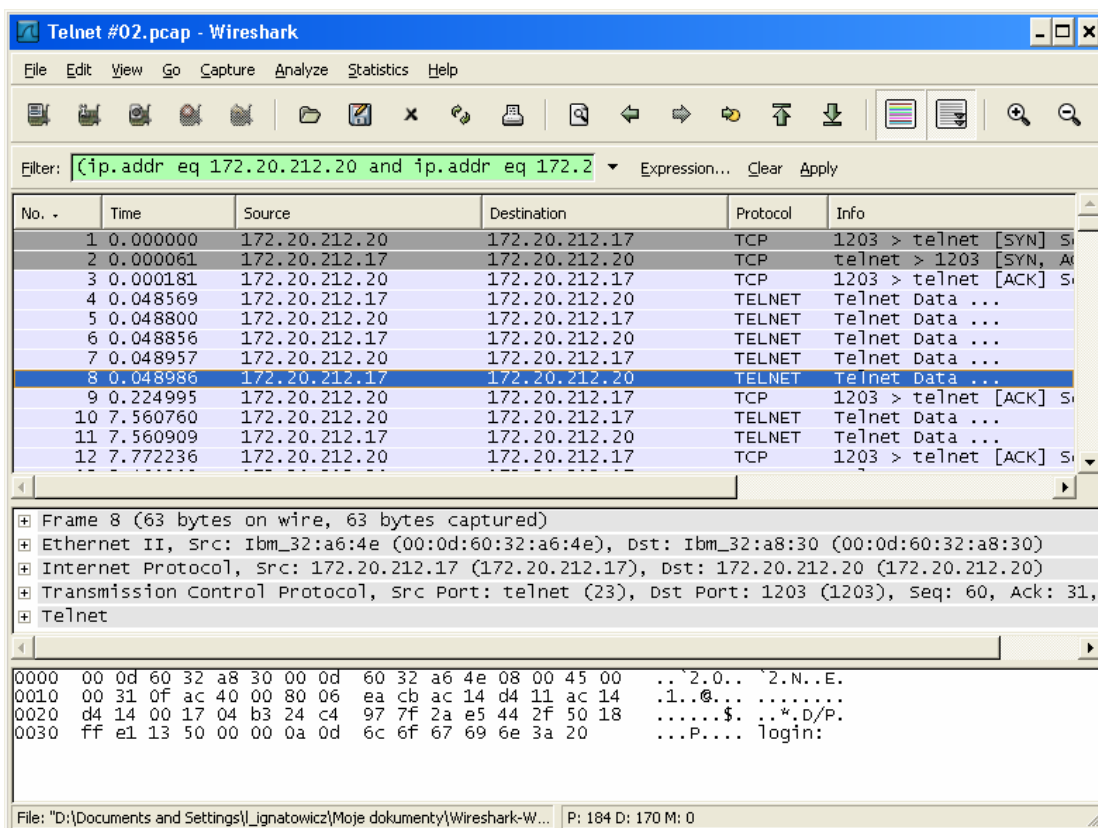 Telnet #02.pcap - Wireshark
File Edit View Go Capture Analyze Statistics Help
Filter: (ip.addr eq 172.20.212.20 and ip.addr eq 172.2 Expression... Clear Apply
No. Time Source Destination Protocol Info
1 0.000000 172.20.212.20 172.20.212.17 TCP 1203 > telnet [SYN]
2 0.000061 172.20.212.17 172.20.212.20 TCP telnet > 1203 [SYN,
3 0.000181 172.20.212.20 172.20.212.17 TCP 1203 > telnet [ACK]
4 0.048569 172.20.212.17 172.20.212.20 TELNET Telnet Data ...
5 0.048800 172.20.212.20 172.20.212.17 TELNET Telnet Data ...
6 0.048856 172.20.212.17 172.20.212.20 TELNET Telnet Data ...
7 0.048957 172.20.212.20 172.20.212.17 TELNET Telnet Data ...
8 0.048986 172.20.212.17 172.20.212.20 TELNET Telnet Data ...
9 0.224995 172.20.212.20 172.20.212.17 TCP 1203 > telnet [ACK]
10 7.560760 172.20.212.20 172.20.212.17 TELNET Telnet Data ...
11 7.560909 172.20.212.17 172.20.212.20 TELNET Telnet Data ...
12 7.772236 172.20.212.20 172.20.212.17 TCP 1203 > telnet [ACK]
Frame 8 (63 bytes on wire, 63 bytes captured)
Ethernet II, Src: Ibm_32:a6:4e (00:0d:60:32:a6:4e), Dst: Ibm_32:a8:30 (00:0d:60:32:a8:30)
Internet Protocol, Src: 172.20.212.17 (172.20.212.17), Dst: 172.20.212.20 (172.20.212.20)
Transmission Control Protocol, Src Port: telnet (23), Dst Port: 1203 (1203), Seq: 60, Ack: 31,
Telnet
0000 00 0d 60 32 a8 30 00 0d 60 32 a6 4e 08 00 45 00 ..`2.0.. `2.N..E.
0010 00 31 0f ac 40 00 80 06 ea cb ac 14 d4 11 ac 14 .1..@... ........
0020 d4 14 00 17 04 b3 24 c4 97 7f 2a e5 44 2f 50 18 ......$. ..*.D/P.
0030 ff e1 13 50 00 00 0a 0d 6c 6f 67 69 6e 3a 20 ...P.... login:
File: "D:\Documents and Settings\l_ignatowicz\Moje dokumenty\Wireshark-W... P: 184 D: 170 M: 0